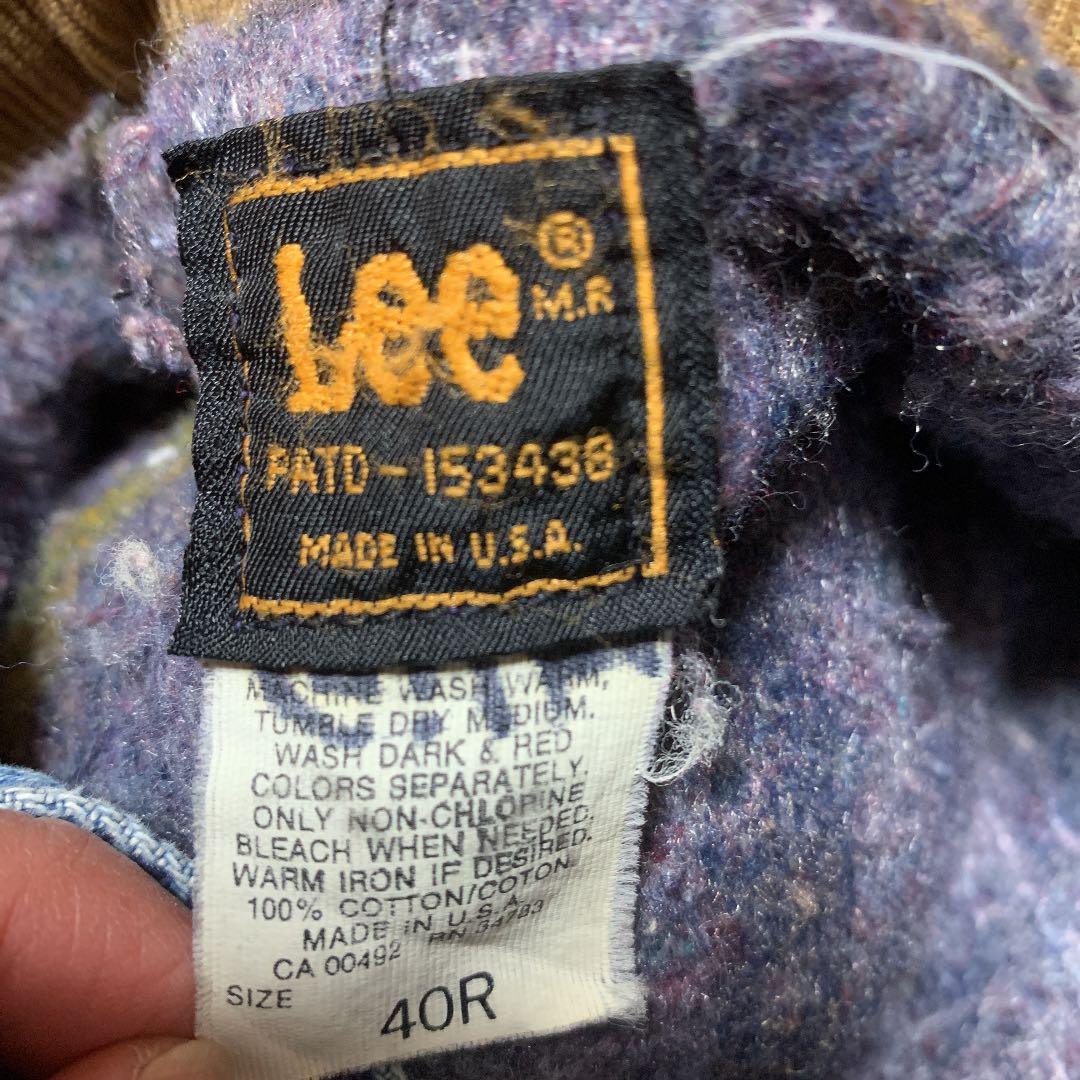 Lee ®
M.R
PATD-153438
MADE IN U.S.A.
MACHINE WASH WARM,
TUMBLE DRY MEDIUM.
WASH DARK & RED
COLORS SEPARATELY.
ONLY NON-CHLORINE
BLEACH WHEN NEEDED.
WARM IRON IF DESIRED.
100% COTTON/COTON
MADE IN U.S.A.
CA 00492 RN 34783
SIZE 40R